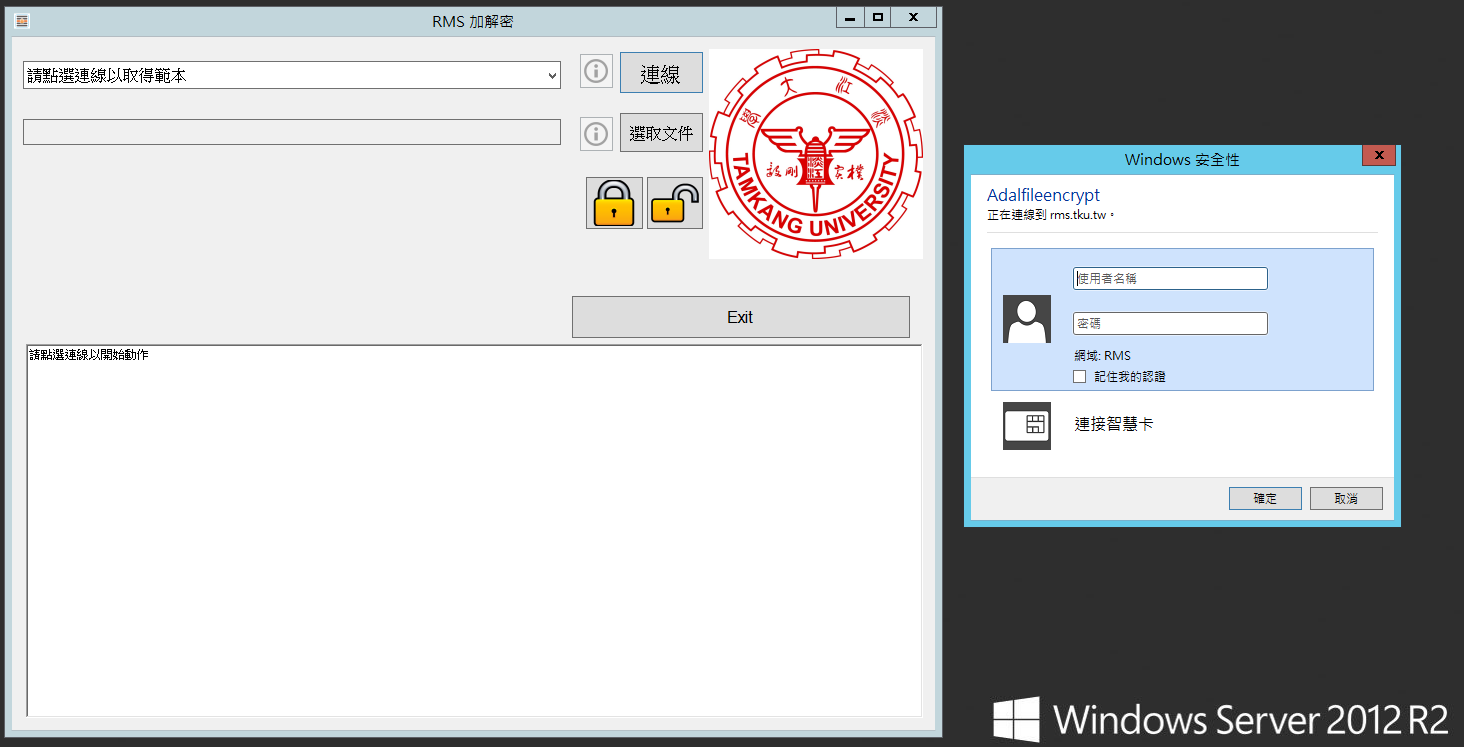 RMS 加解密
請點選連線以取得範本
連線
選取文件
淡江大學
樸實剛毅
TAMKANG UNIVERSITY
Exit
請點選連線以開始動作
Windows 安全性
Adalfileencrypt
正在連線到 rms.tku.tw。
使用者名稱
密碼
網域: RMS
記住我的認證
連接智慧卡
確定
取消
Windows Server 2012 R2